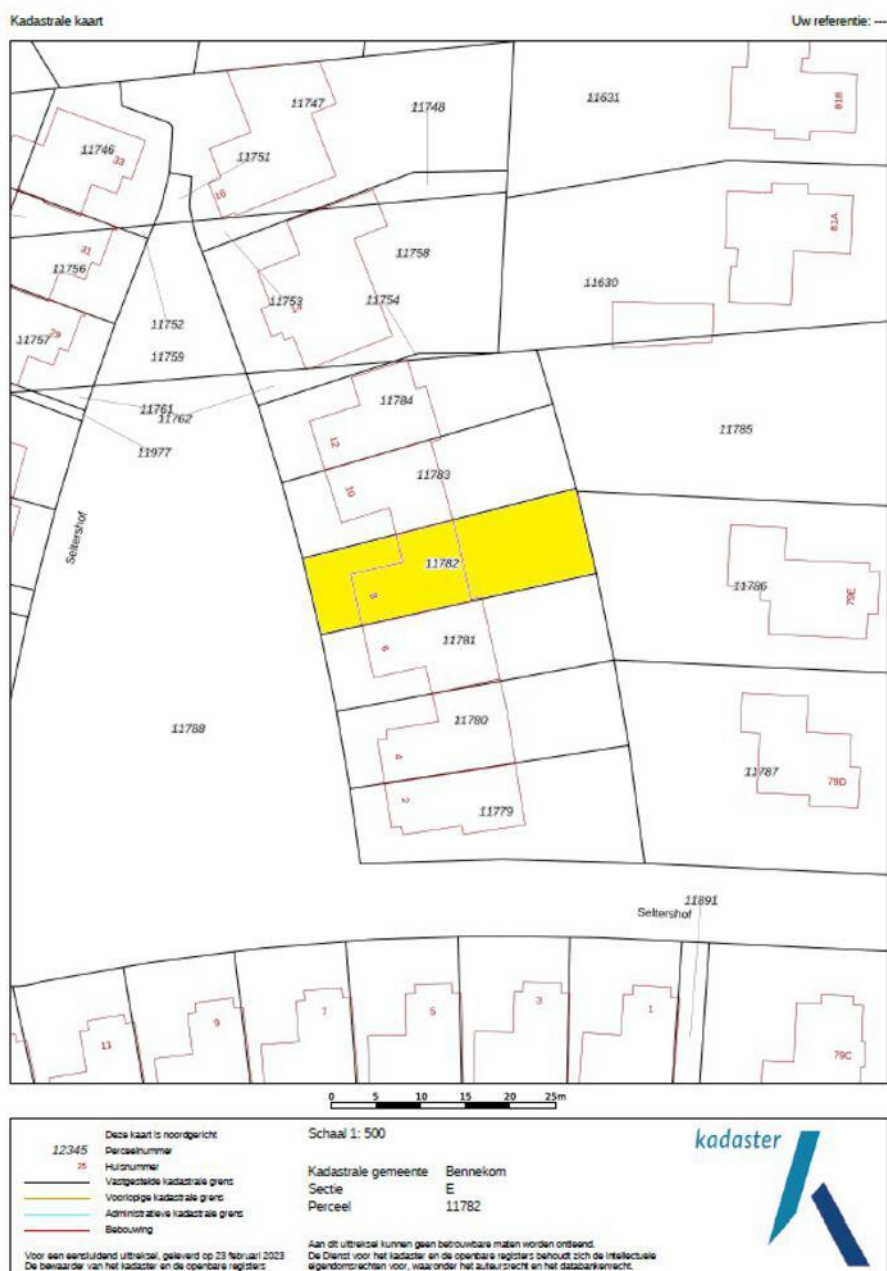 Kadastrale kaart
Uw referentie: ---
11747
11748
11631
81B
11746
33
11751
16
81A
31
11756
11758
11630
11753
11754
11752
11757
29
11759
11761
11762
11784
11977
12
11785
11783
10
Seltershof
11782
8
11786
79E
11781
6
11788
11780
4
11787
79D
2
11779
11891
Seltershof
13
9
7
5
3
1
79C
0 5 10 15 20 25m
Deze kaart is noordgericht
12345 Perceelnummer
25 Huisnummer
Vastgestelde kadastrale grens
Voorlopige kadastrale grens
Administratieve kadastrale grens
Bebouwing
Voor een eensluidend uittreksel, geleverd op 23 februari 2023
De bewaarder van het kadaster en de openbare registers
Schaal 1: 500
Kadastrale gemeente Bennekom
Sectie E
Perceel 11782
Aan dit uittreksel kunnen geen betrouwbare maten worden ontleend.
De Dienst voor het kadaster en de openbare registers behoudt zich de intellectuele
eigendomsrechten voor, waaronder het auteursrecht en het databankenrecht.
kadaster